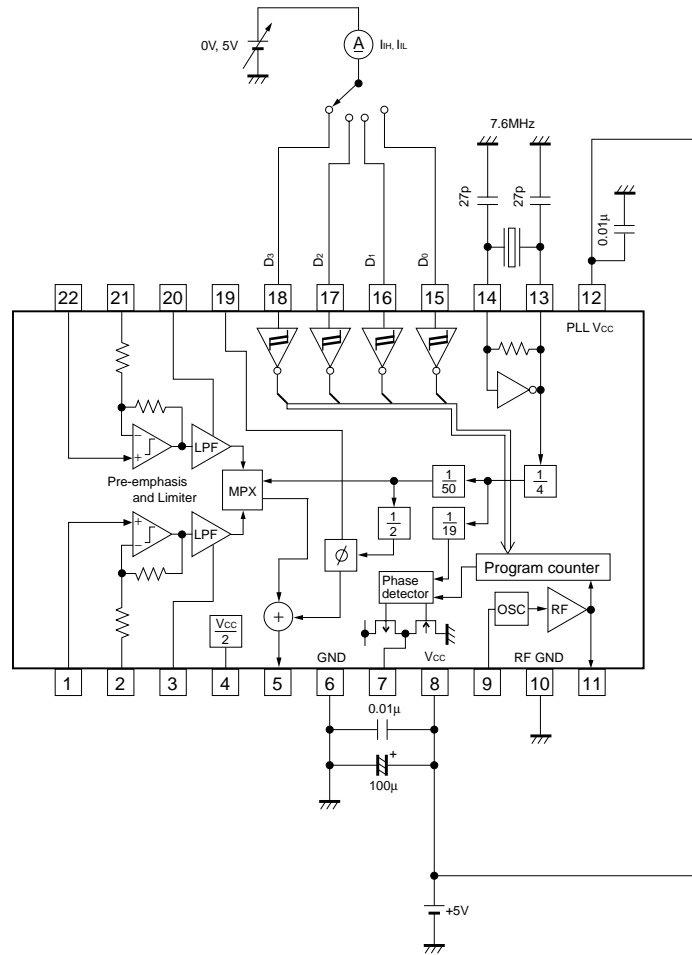 0V, 5V
A
IIH, IIL
7.6MHz
27p
27p
0.01μ
D3
D2
D1
D0
22
21
20
19
18
17
16
15
14
13
12
PLL VCC
LPF
Pre-emphasis
and Limiter
MPX
1/50
1/4
1/2
1/19
LPF
ϕ
Phase
detector
Program counter
OSC
RF
VCC/2
+
GND
VCC
RF GND
1
2
3
4
5
6
7
8
9
10
11
0.01μ
+
100μ
+5V